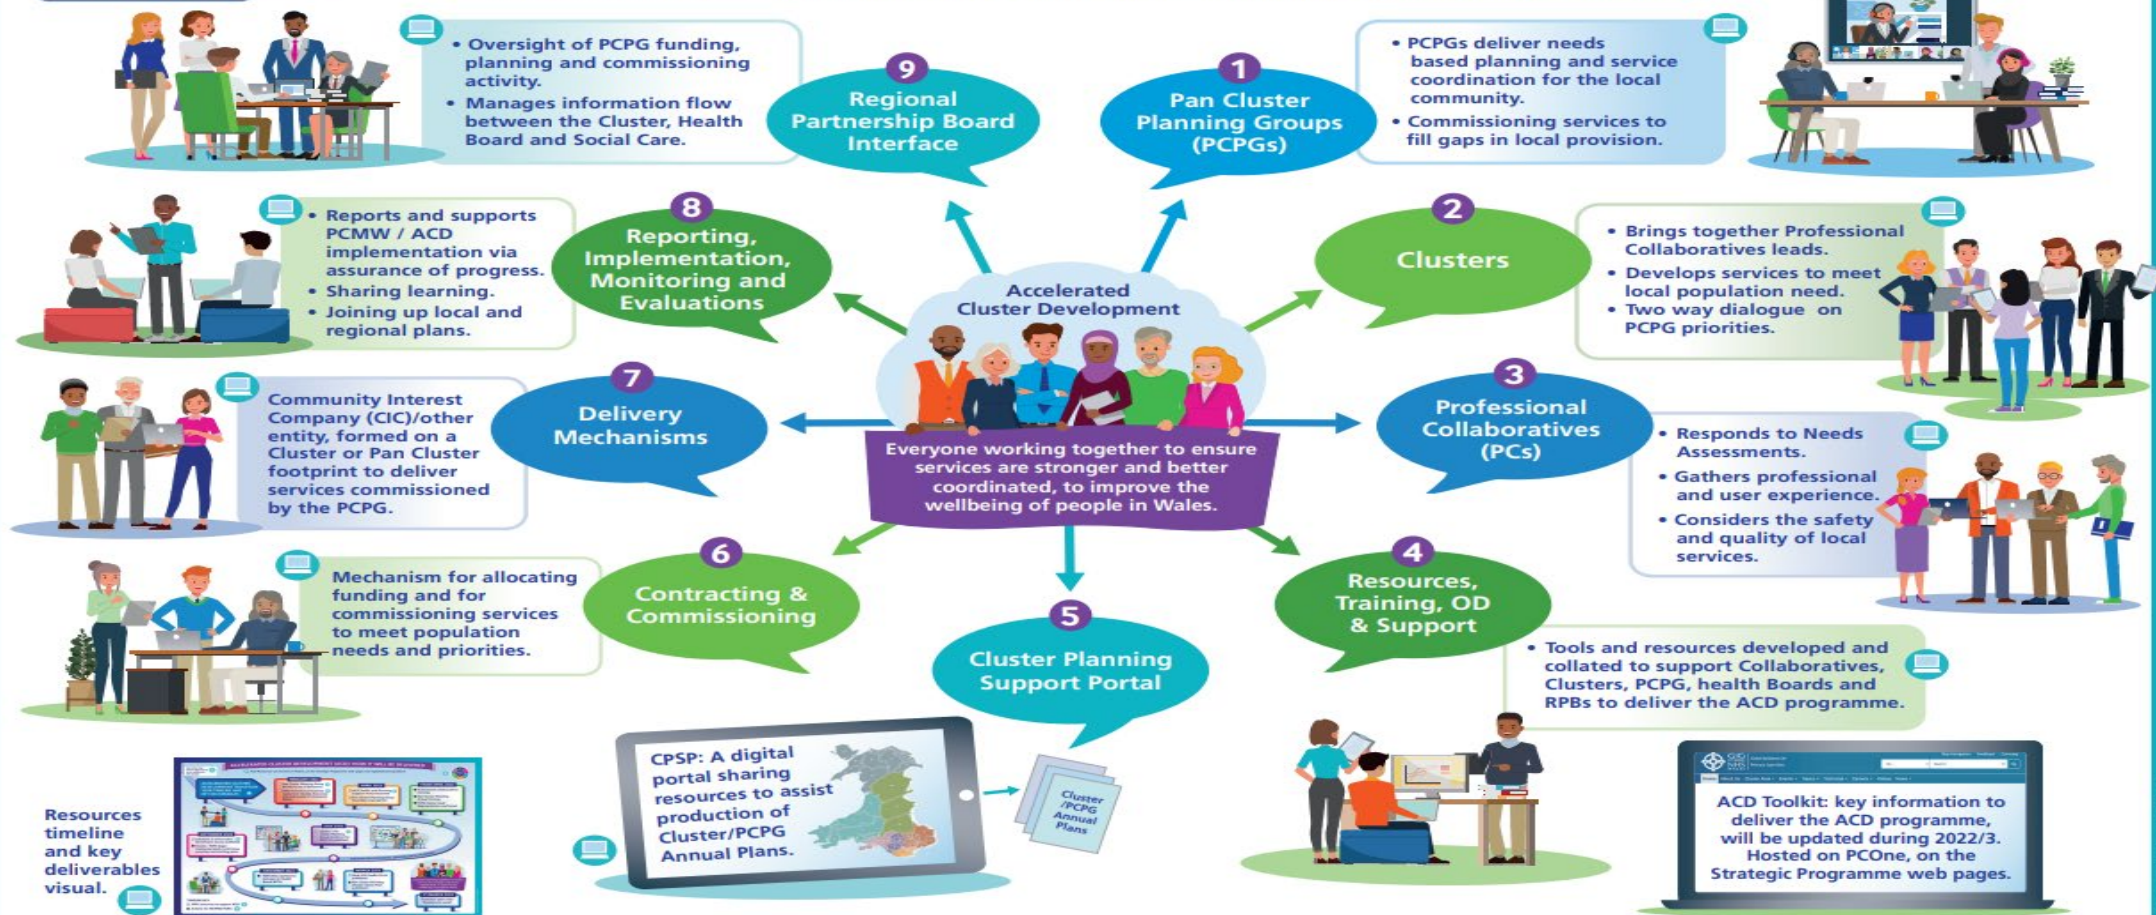 Accelerated
Cluster Development
Everyone working together to ensure
services are stronger and better
coordinated, to improve the
wellbeing of people in Wales.
1
Pan Cluster
Planning Groups
(PCPGs)
• PCPGs deliver needs
based planning and service
coordination for the local
community.
• Commissioning services to
fill gaps in local provision.
2
Clusters
• Brings together Professional
Collaboratives leads.
• Develops services to meet
local population need.
• Two way dialogue on
PCPG priorities.
3
Professional
Collaboratives
(PCs)
• Responds to Needs
Assessments.
• Gathers professional
and user experience.
• Considers the safety
and quality of local
services.
4
Resources,
Training, OD
& Support
• Tools and resources developed and
collated to support Collaboratives,
Clusters, PCPG, health Boards and
RPBs to deliver the ACD programme.
ACD Toolkit: key information to
deliver the ACD programme,
will be updated during 2022/3.
Hosted on PCOne, on the
Strategic Programme web pages.
5
Cluster Planning
Support Portal
CPSP: A digital
portal sharing
resources to assist
production of
Cluster/PCPG
Annual Plans.
Cluster
/PCPG
Annual
Plans
6
Contracting &
Commissioning
Mechanism for allocating
funding and for
commissioning services
to meet population
needs and priorities.
7
Delivery
Mechanisms
Community Interest
Company (CIC)/other
entity, formed on a
Cluster or Pan Cluster
footprint to deliver
services commissioned
by the PCPG.
8
Reporting,
Implementation,
Monitoring and
Evaluations
• Reports and supports
PCMW / ACD
implementation via
assurance of progress.
• Sharing learning.
• Joining up local and
regional plans.
9
Regional
Partnership Board
Interface
• Oversight of PCPG funding,
planning and commissioning
activity.
• Manages information flow
between the Cluster, Health
Board and Social Care.
Resources
timeline
and key
deliverables
visual.
GIG
NHS